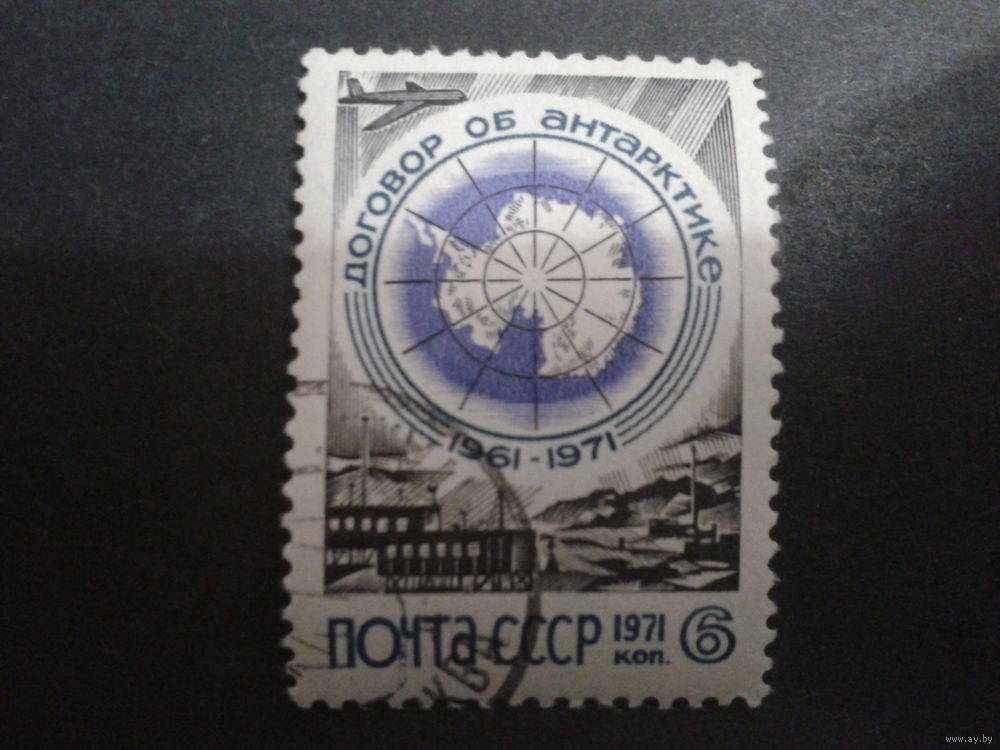 ДОГОВОР ОБ АНТАРКТИКЕ
1961-1971
ПОЧТА СССР 1971 КОП. 6
www.ay.by